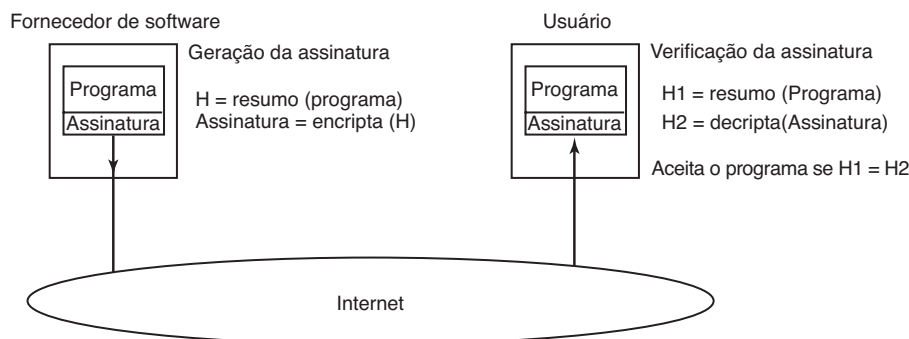 Fornecedor de software
Geração da assinatura
Programa
Assinatura
H = resumo (programa)
Assinatura = encripta (H)
Usuário
Verificação da assinatura
Programa
Assinatura
H1 = resumo (Programa)
H2 = decripta(Assinatura)
Aceita o programa se H1 = H2
Internet